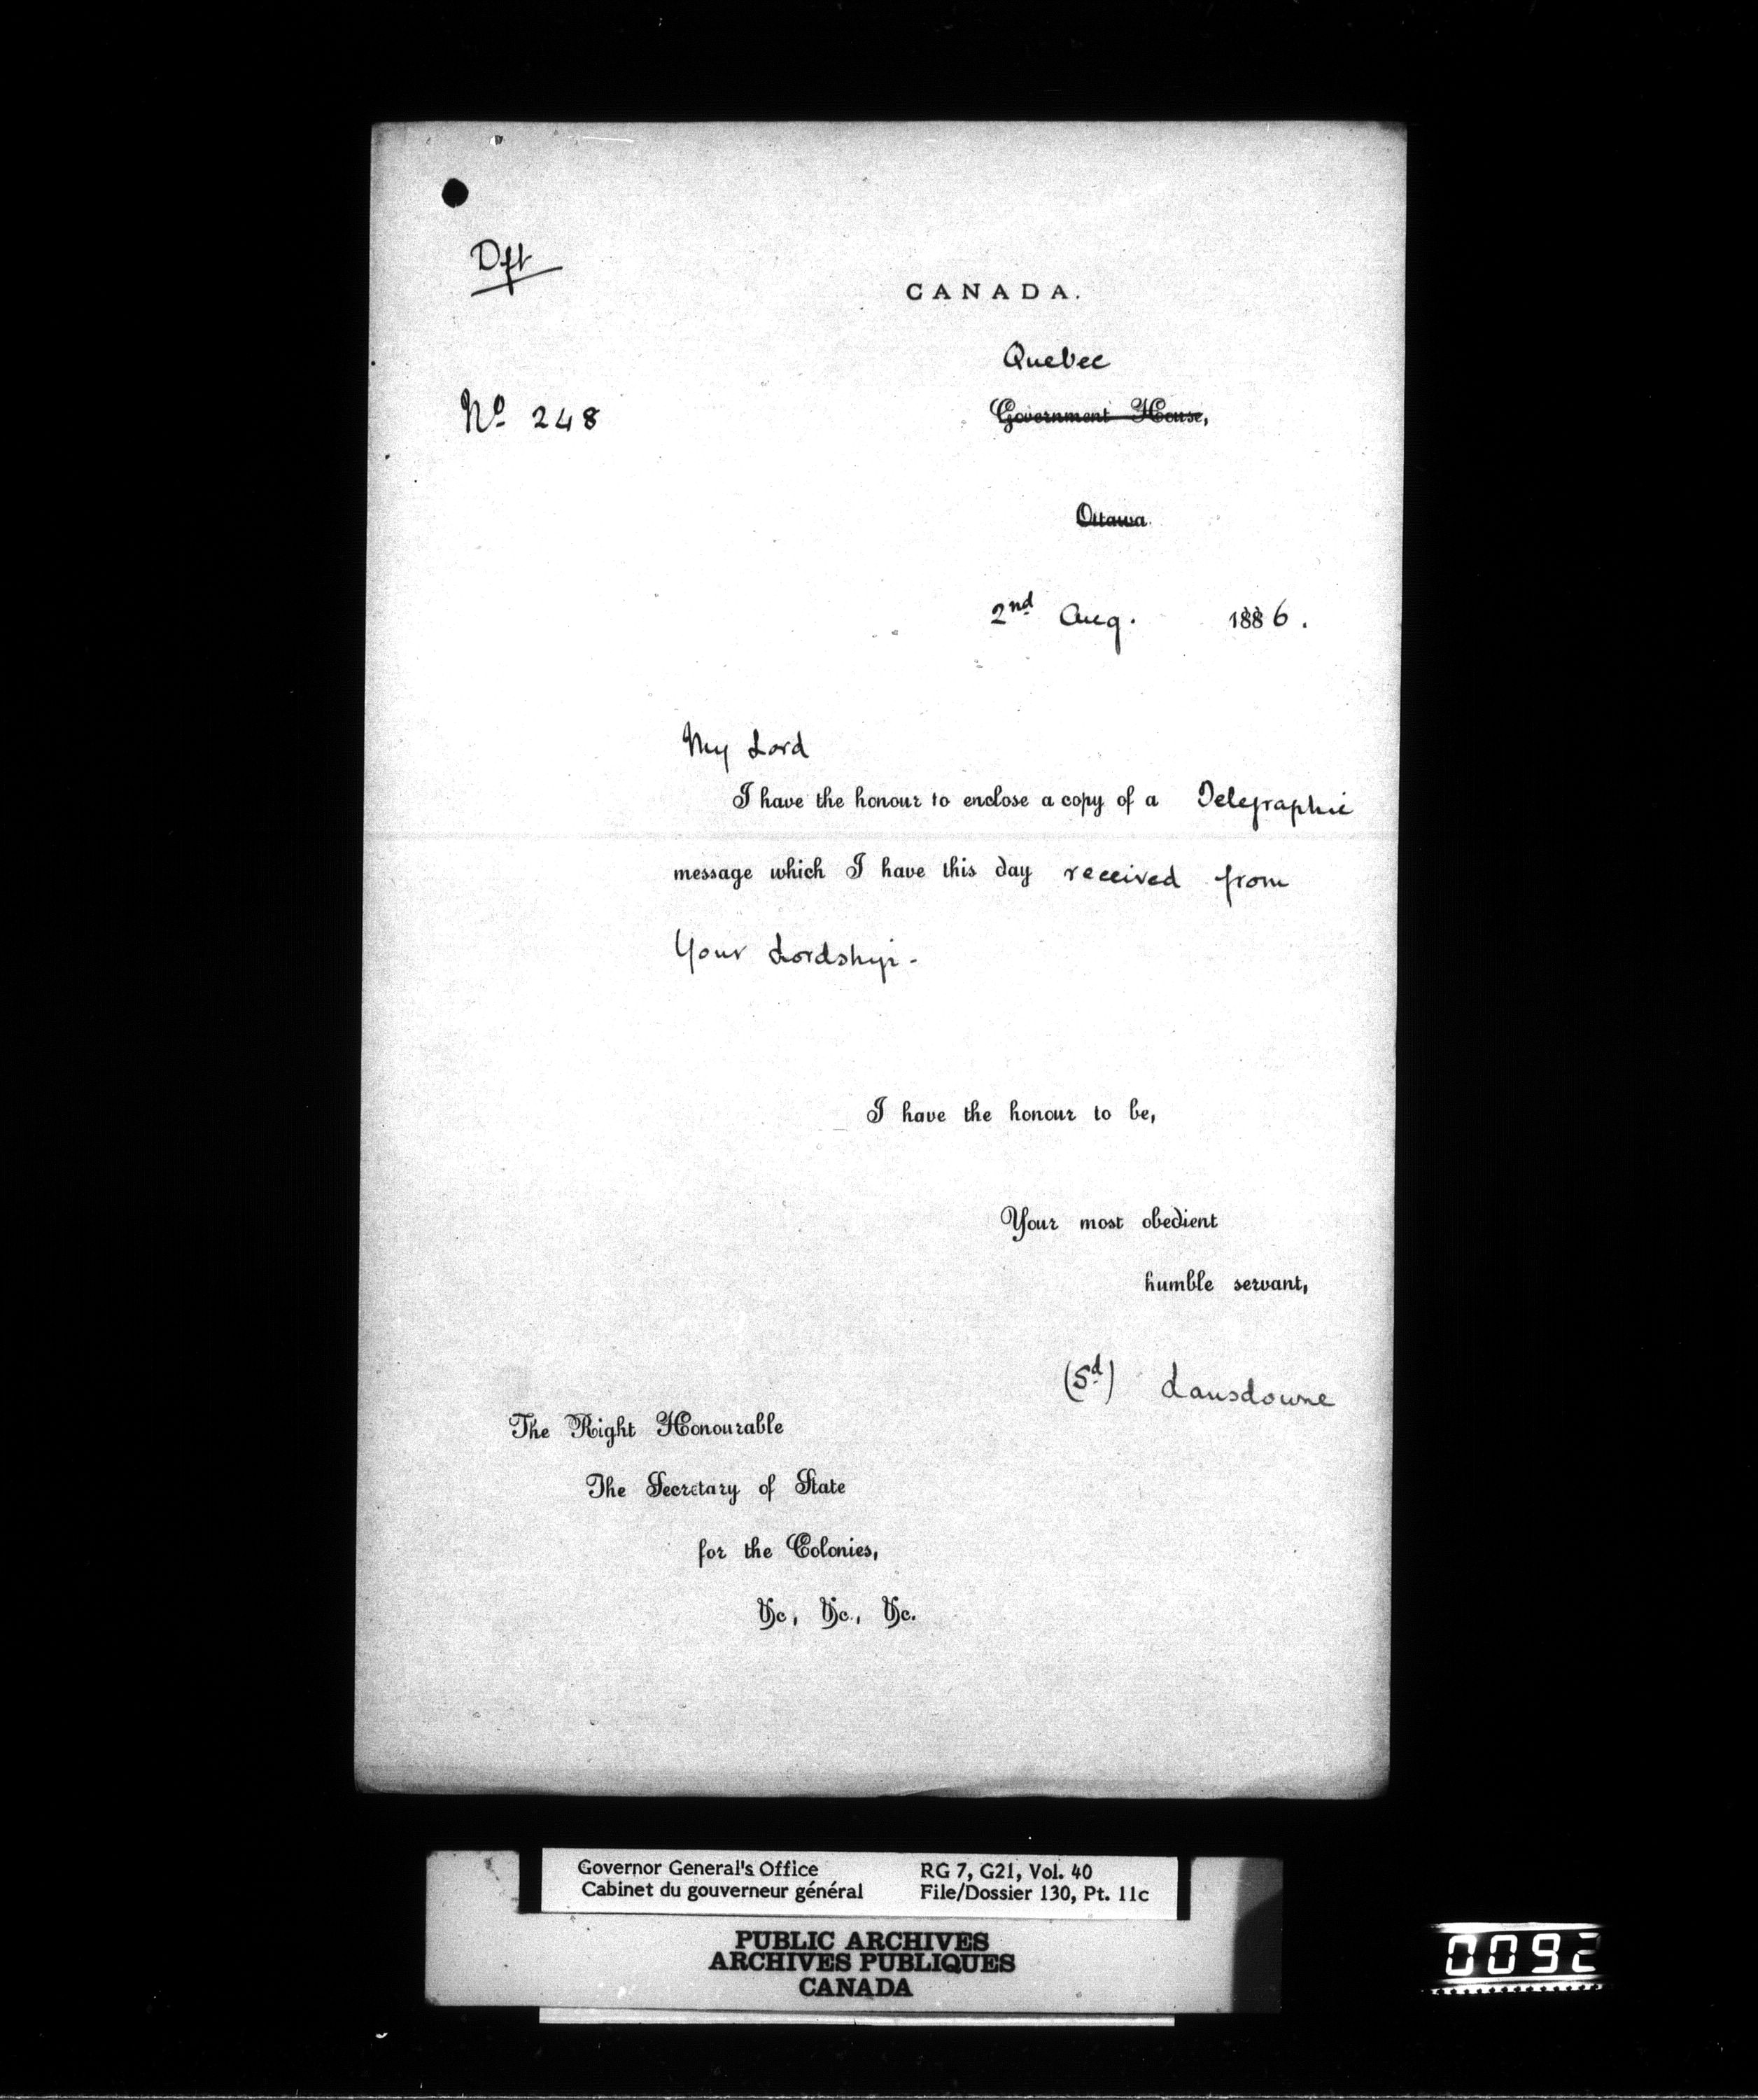 Dft
CANADA.
Quebec
Nº 248
Government House,
Ottawa.
2nd Aug. 1886.
My Lord
I have the honour to enclose a copy of a Telegraphic
message which I have this day received from
Your Lordship-
I have the honour to be,
Your most obedient
humble servant,
(Sd) Lansdowne
The Right Honourable
The Secretary of State
for the Colonies,
&c, &c., &c.
Governor General's Office
Cabinet du gouverneur général
RG 7, G21, Vol. 40
File/Dossier 130, Pt. 11c
PUBLIC ARCHIVES
ARCHIVES PUBLIQUES
CANADA
0092